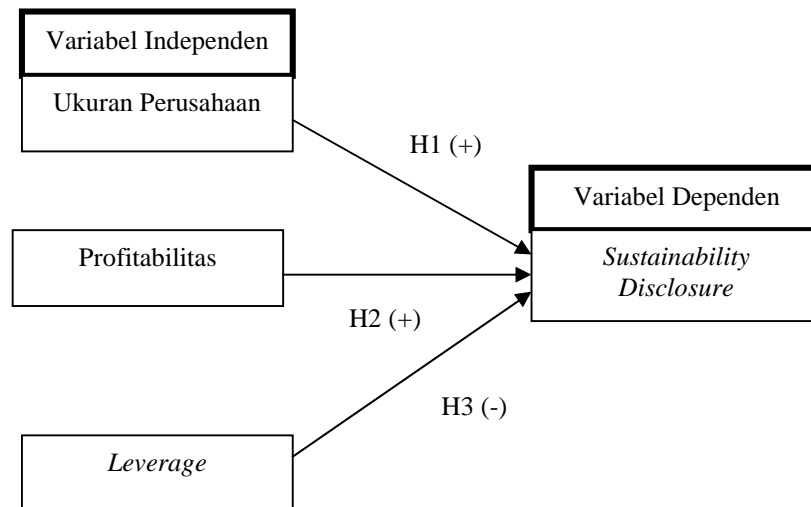 Variabel Independen
Ukuran Perusahaan
H1 (+)
Variabel Dependen
Profitabilitas
Sustainability
Disclosure
H2 (+)
H3 (-)
Leverage